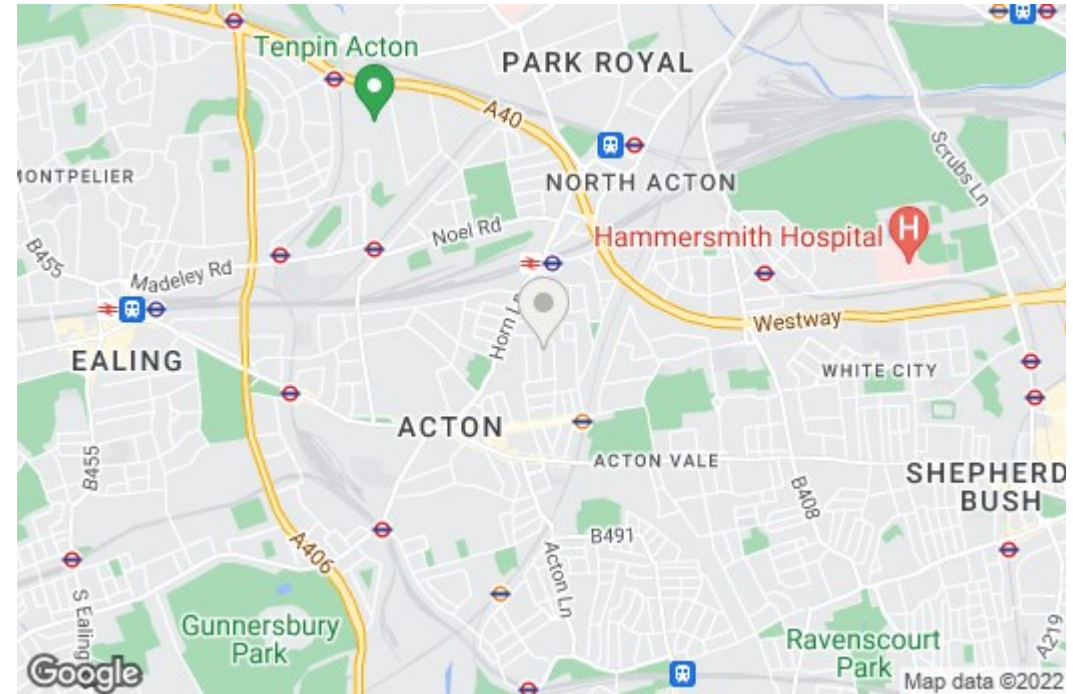 Tenpin Acton
PARK ROYAL
A40
Scrubs Ln
MONTPELIER
NORTH ACTON
Noel Rd
Hammersmith Hospital
H
B455
Madeley Rd
Horn Ln
Westway
EALING
WHITE CITY
ACTON
B455
ACTON VALE
SHEPHERD
BUSH
B408
B491
A406
Acton Ln
S Ealing
Gunnersbury
Park
Ravenscourt
Park
A219
Google
Map data ©2022